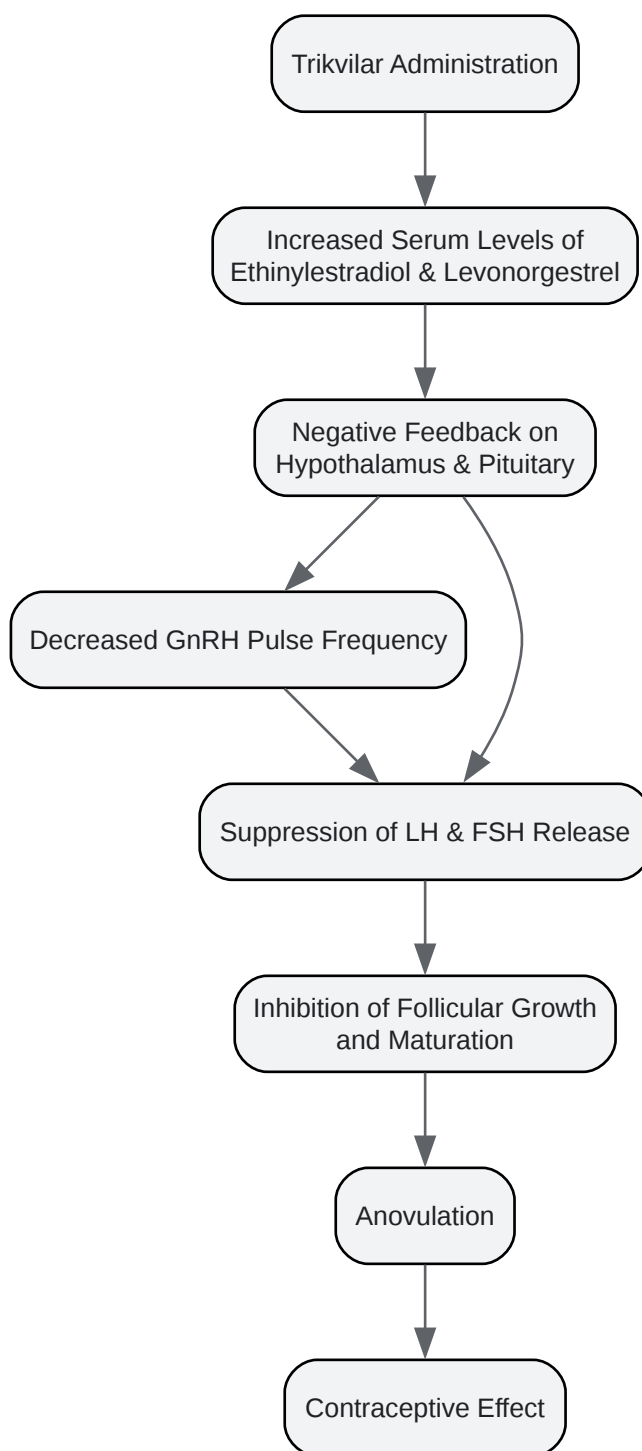 Trikvilar Administration
Increased Serum Levels of
Ethinylestradiol & Levonorgestrel
Negative Feedback on
Hypothalamus & Pituitary
Decreased GnRH Pulse Frequency
Suppression of LH & FSH Release
Inhibition of Follicular Growth
and Maturation
Anovulation
Contraceptive Effect